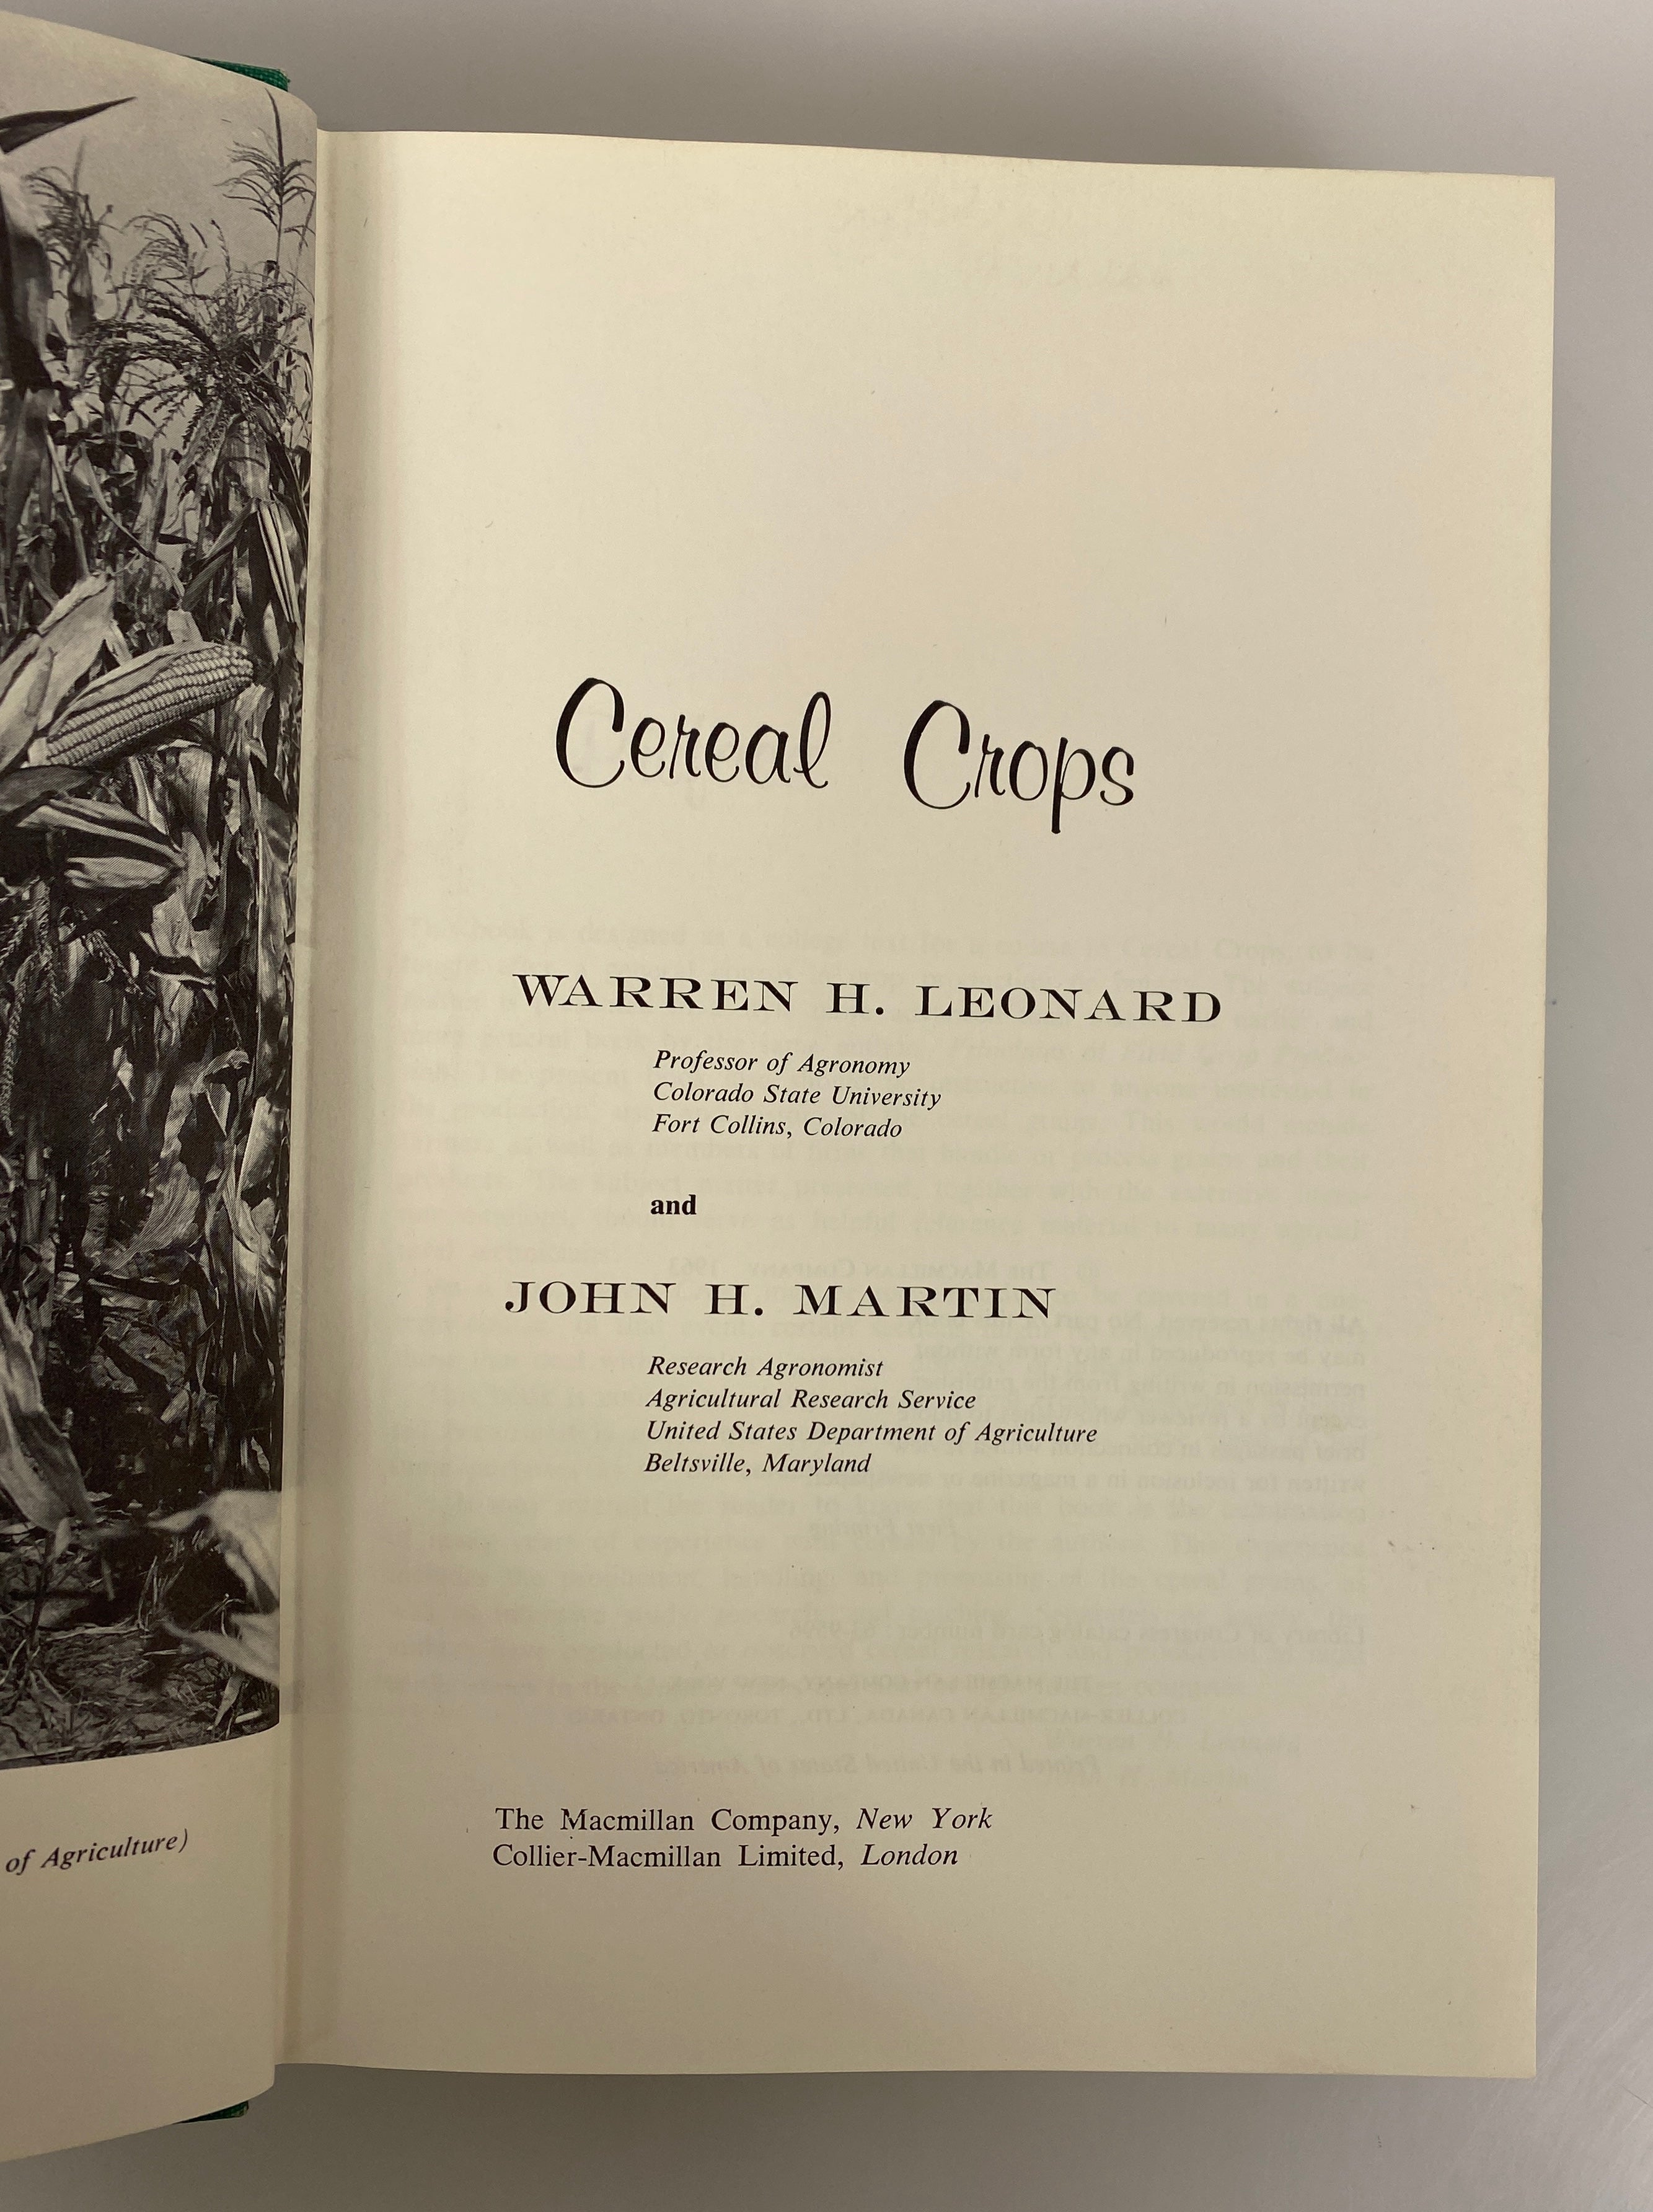 of Agriculture)
Cereal Crops
WARREN H. LEONARD
Professor of Agronomy
Colorado State University
Fort Collins, Colorado
and
JOHN H. MARTIN
Research Agronomist
Agricultural Research Service
United States Department of Agriculture
Beltsville, Maryland
The Macmillan Company, New York
Collier-Macmillan Limited, London